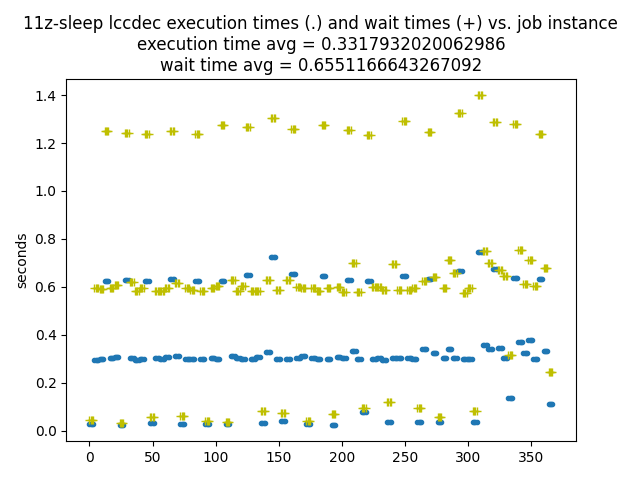 11z-sleep lccdec execution times (.) and wait times (+) vs. job instance
execution time avg = 0.3317932020062986
wait time avg = 0.6551166643267092
1.4
1.2
1.0
0.8
0.6
0.4
0.2
0.0
seconds
0 50 100 150 200 250 300 350